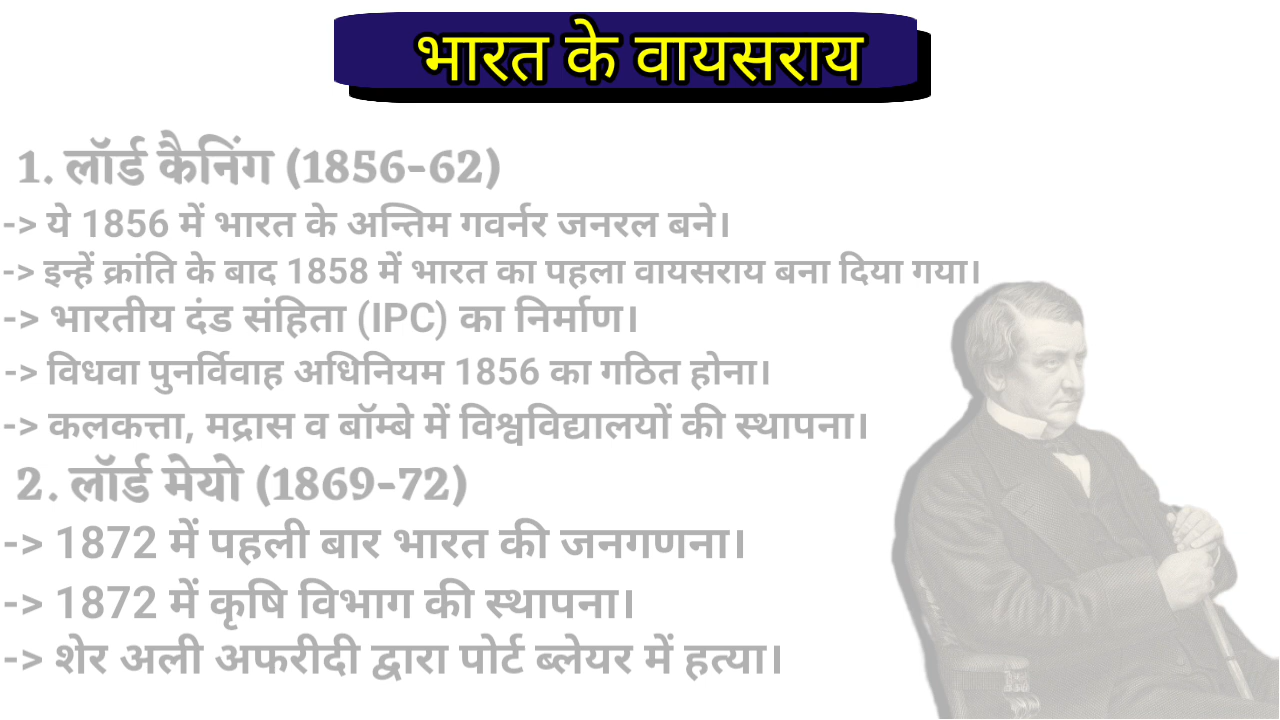 भारत के वायसराय
1. लॉर्ड कैनिंग (1856-62)
-> ये 1856 में भारत के अन्तिम गवर्नर जनरल बने।
-> इन्हें क्रांति के बाद 1858 में भारत का पहला वायसराय बना दिया गया।
-> भारतीय दंड संहिता (IPC) का निर्माण।
-> विधवा पुनर्विवाह अधिनियम 1856 का गठित होना।
-> कलकत्ता, मद्रास व बॉम्बे में विश्वविद्यालयों की स्थापना।
2. लॉर्ड मेयो (1869-72)
-> 1872 में पहली बार भारत की जनगणना।
-> 1872 में कृषि विभाग की स्थापना।
-> शेर अली अफरीदी द्वारा पोर्ट ब्लेयर में हत्या।